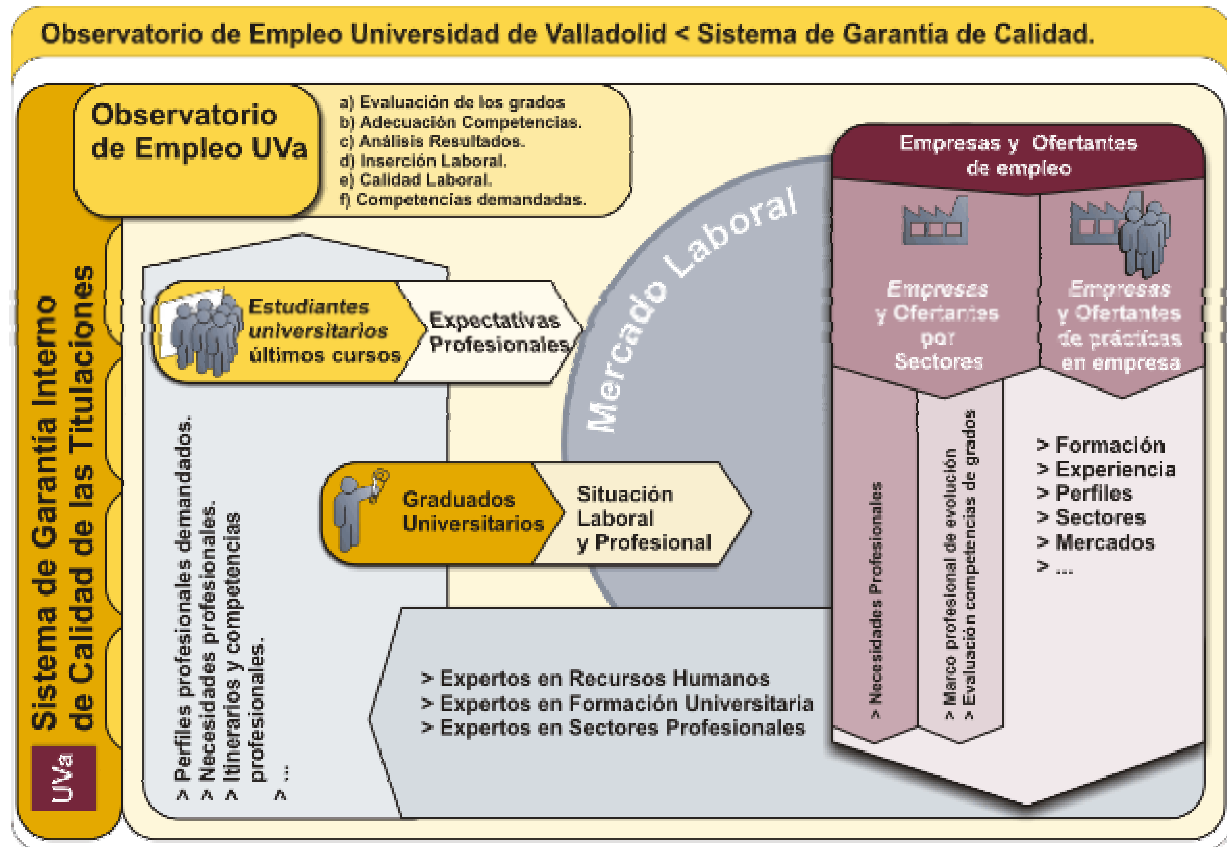 Observatorio de Empleo Universidad de Valladolid < Sistema de Garantía de Calidad.
Sistema de Garantía Interno
de Calidad de las Titulaciones
UVa
Observatorio
de Empleo UVa
a) Evaluación de los grados
b) Adecuación Competencias.
c) Análisis Resultados.
d) Inserción Laboral.
e) Calidad Laboral.
f) Competencias demandadas.
Estudiantes
universitarios
últimos cursos
Expectativas
Profesionales
Graduados
Universitarios
Situación
Laboral
y Profesional
Mercado Laboral
> Perfiles profesionales demandados.
> Necesidades profesionales.
> Itinerarios y competencias
profesionales.
> ...
> Expertos en Recursos Humanos
> Expertos en Formación Universitaria
> Expertos en Sectores Profesionales
Empresas y Ofertantes
de empleo
Empresas
y Ofertantes
por
Sectores
Empresas
y Ofertantes
de prácticas
en empresa
> Necesidades Profesionales
> Marco profesional de evolución
> Evaluación competencias de grados
> Formación
> Experiencia
> Perfiles
> Sectores
> Mercados
> ...